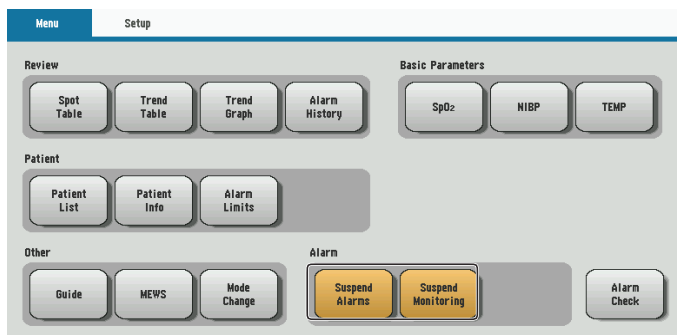 Menu
Setup
Review
Basic Parameters
Spot
Table
Trend
Table
Trend
Graph
Alarm
History
SpO2
NIBP
TEMP
Patient
Patient
List
Patient
Info
Alarm
Limits
Other
Alarm
Guide
MEWS
Mode
Change
Suspend
Alarms
Suspend
Monitoring
Alarm
Check